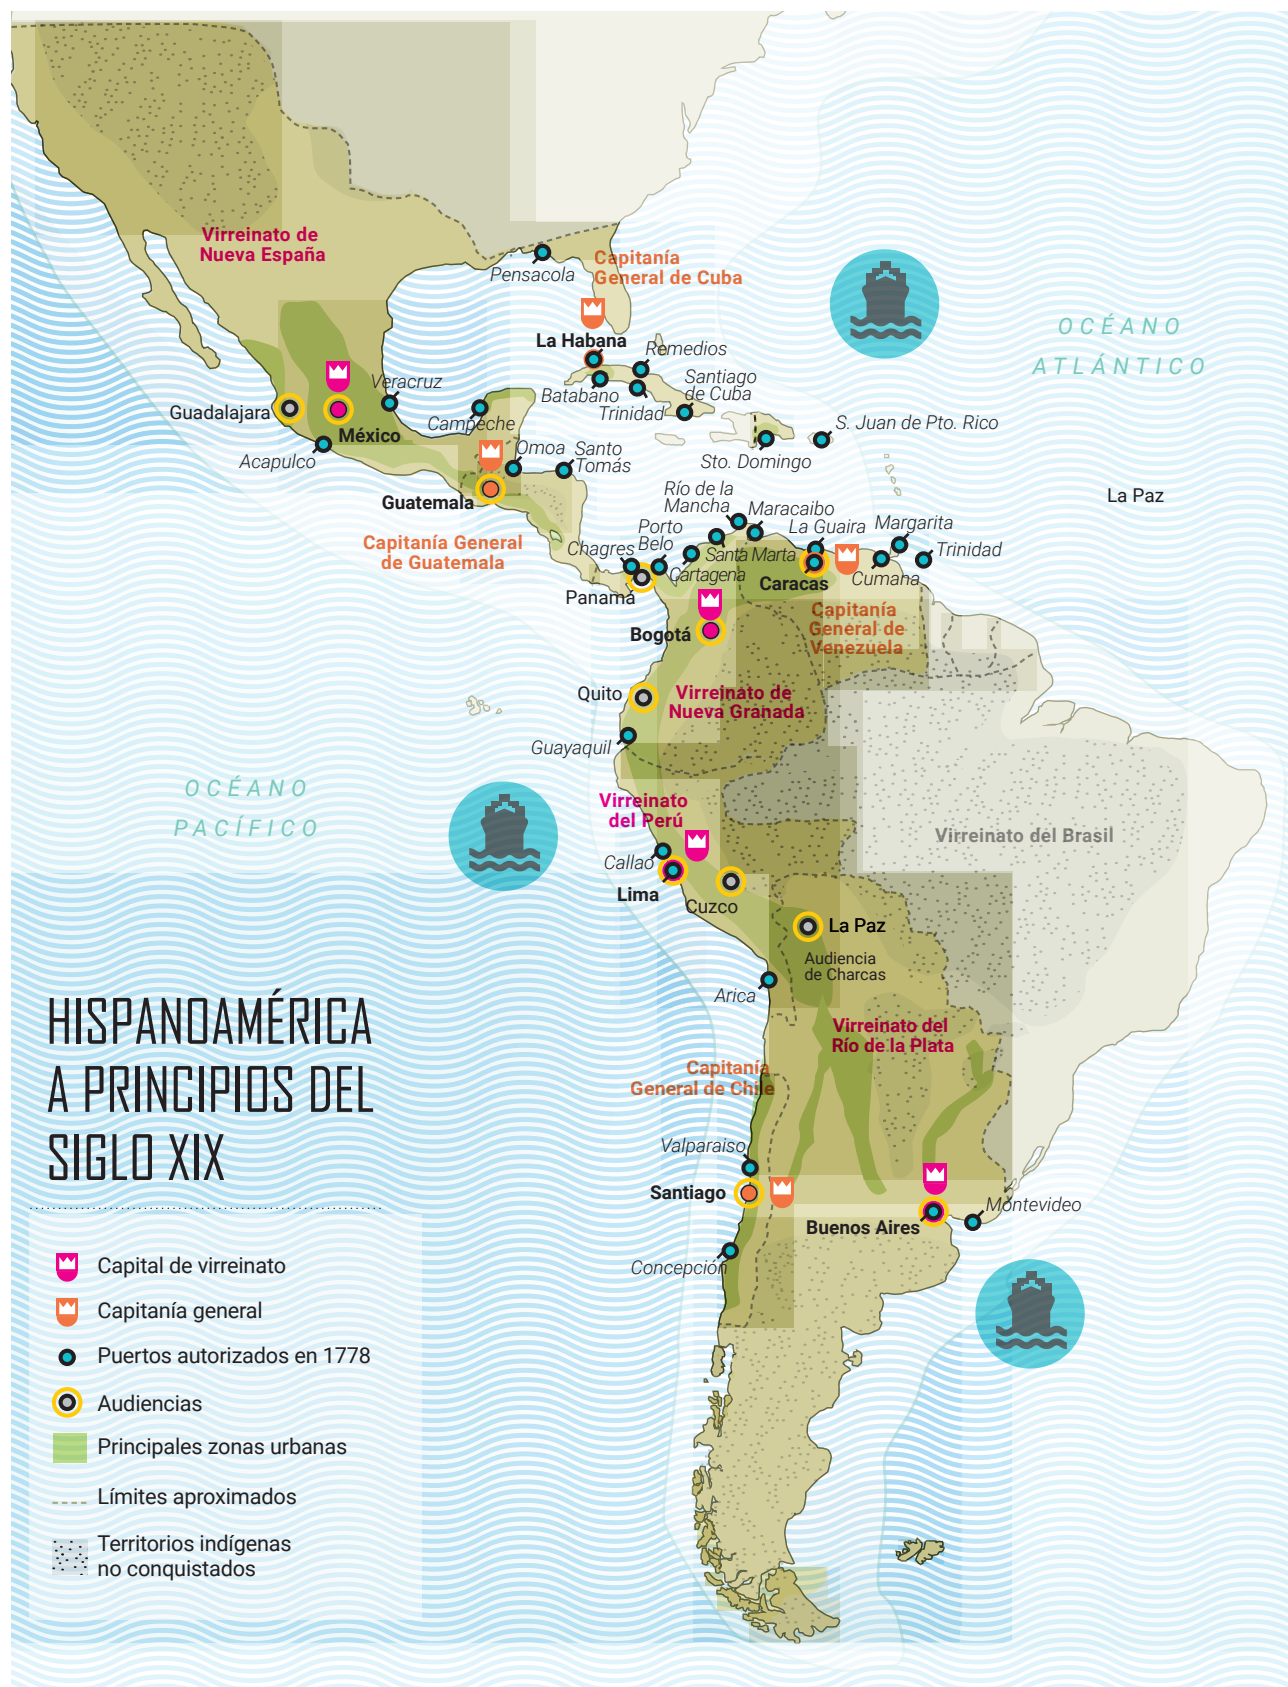 Virreinato de
Nueva España
Pensacola
Capitanía
General de Cuba
La Habana
Remedios
Batabano
Trinidad
Santiago
de Cuba
OCÉANO
ATLÁNTICO
Guadalajara
Veracruz
México
Campeche
Acapulco
Omoa
Santo
Tomás
Sto. Domingo
S. Juan de Pto. Rico
Guatemala
Capitanía General
de Guatemala
La Paz
Río de la
Mancha
Maracaibo
Porto
Belo
Chagres
Santa Marta
La Guaira
Margarita
Trinidad
Cartagena
Caracas
Cumana
Panamá
Bogotá
Capitanía
General de
Venezuela
Quito
Virreinato de
Nueva Granada
Guayaquil
OCÉANO
PACÍFICO
Virreinato
del Perú
Virreinato del Brasil
Callao
Lima
Cuzco
La Paz
Audiencia
de Charcas
Arica
Virreinato del
Río de la Plata
Capitanía
General de Chile
Valparaiso
Santiago
Buenos Aires
Montevideo
Concepción
HISPANOAMÉRICA
A PRINCIPIOS DEL
SIGLO XIX
Capital de virreinato
Capitanía general
Puertos autorizados en 1778
Audiencias
Principales zonas urbanas
Límites aproximados
Territorios indígenas
no conquistados